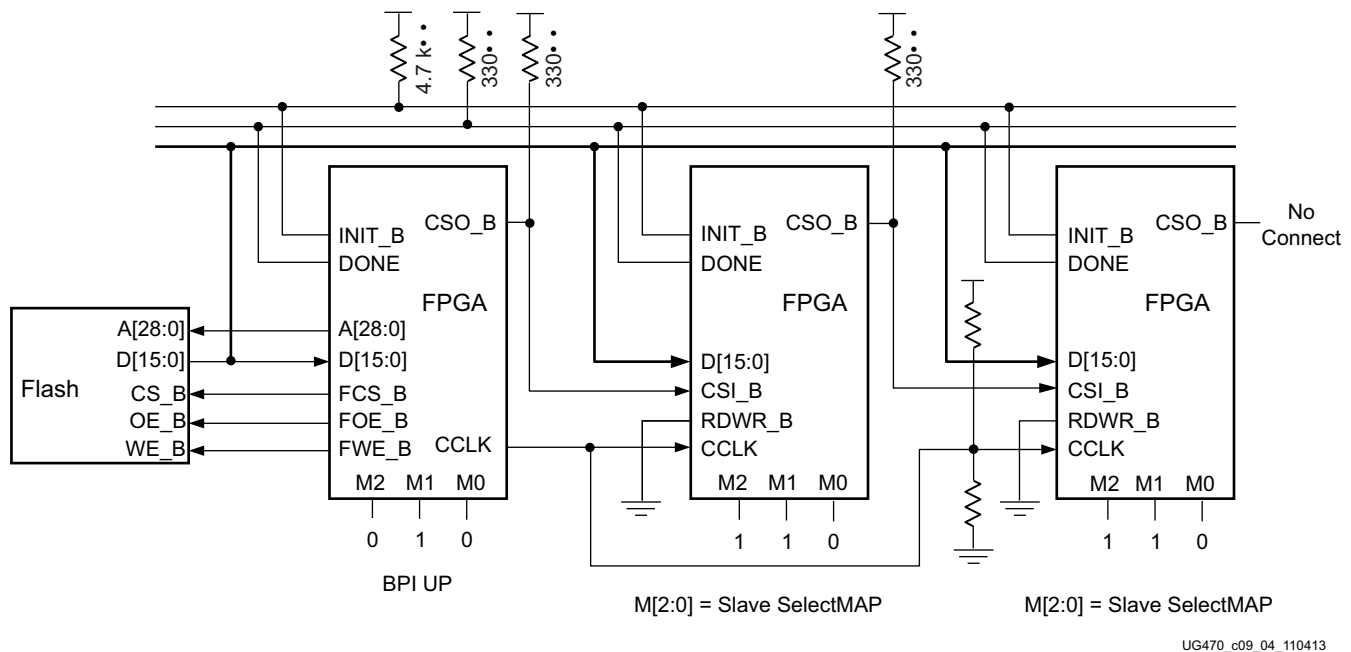 4.7 k••
330••
330••
330••
INIT_B
DONE
CSO_B
FPGA
A[28:0]
D[15:0]
FCS_B
FOE_B
FWE_B
CCLK
M2 M1 M0
0 1 0
BPI UP
Flash
A[28:0]
D[15:0]
CS_B
OE_B
WE_B
INIT_B
DONE
CSO_B
FPGA
D[15:0]
CSI_B
RDWR_B
CCLK
M2 M1 M0
1 1 0
M[2:0] = Slave SelectMAP
INIT_B
DONE
CSO_B
No
Connect
FPGA
D[15:0]
CSI_B
RDWR_B
CCLK
M2 M1 M0
1 1 0
M[2:0] = Slave SelectMAP
UG470_c09_04_110413